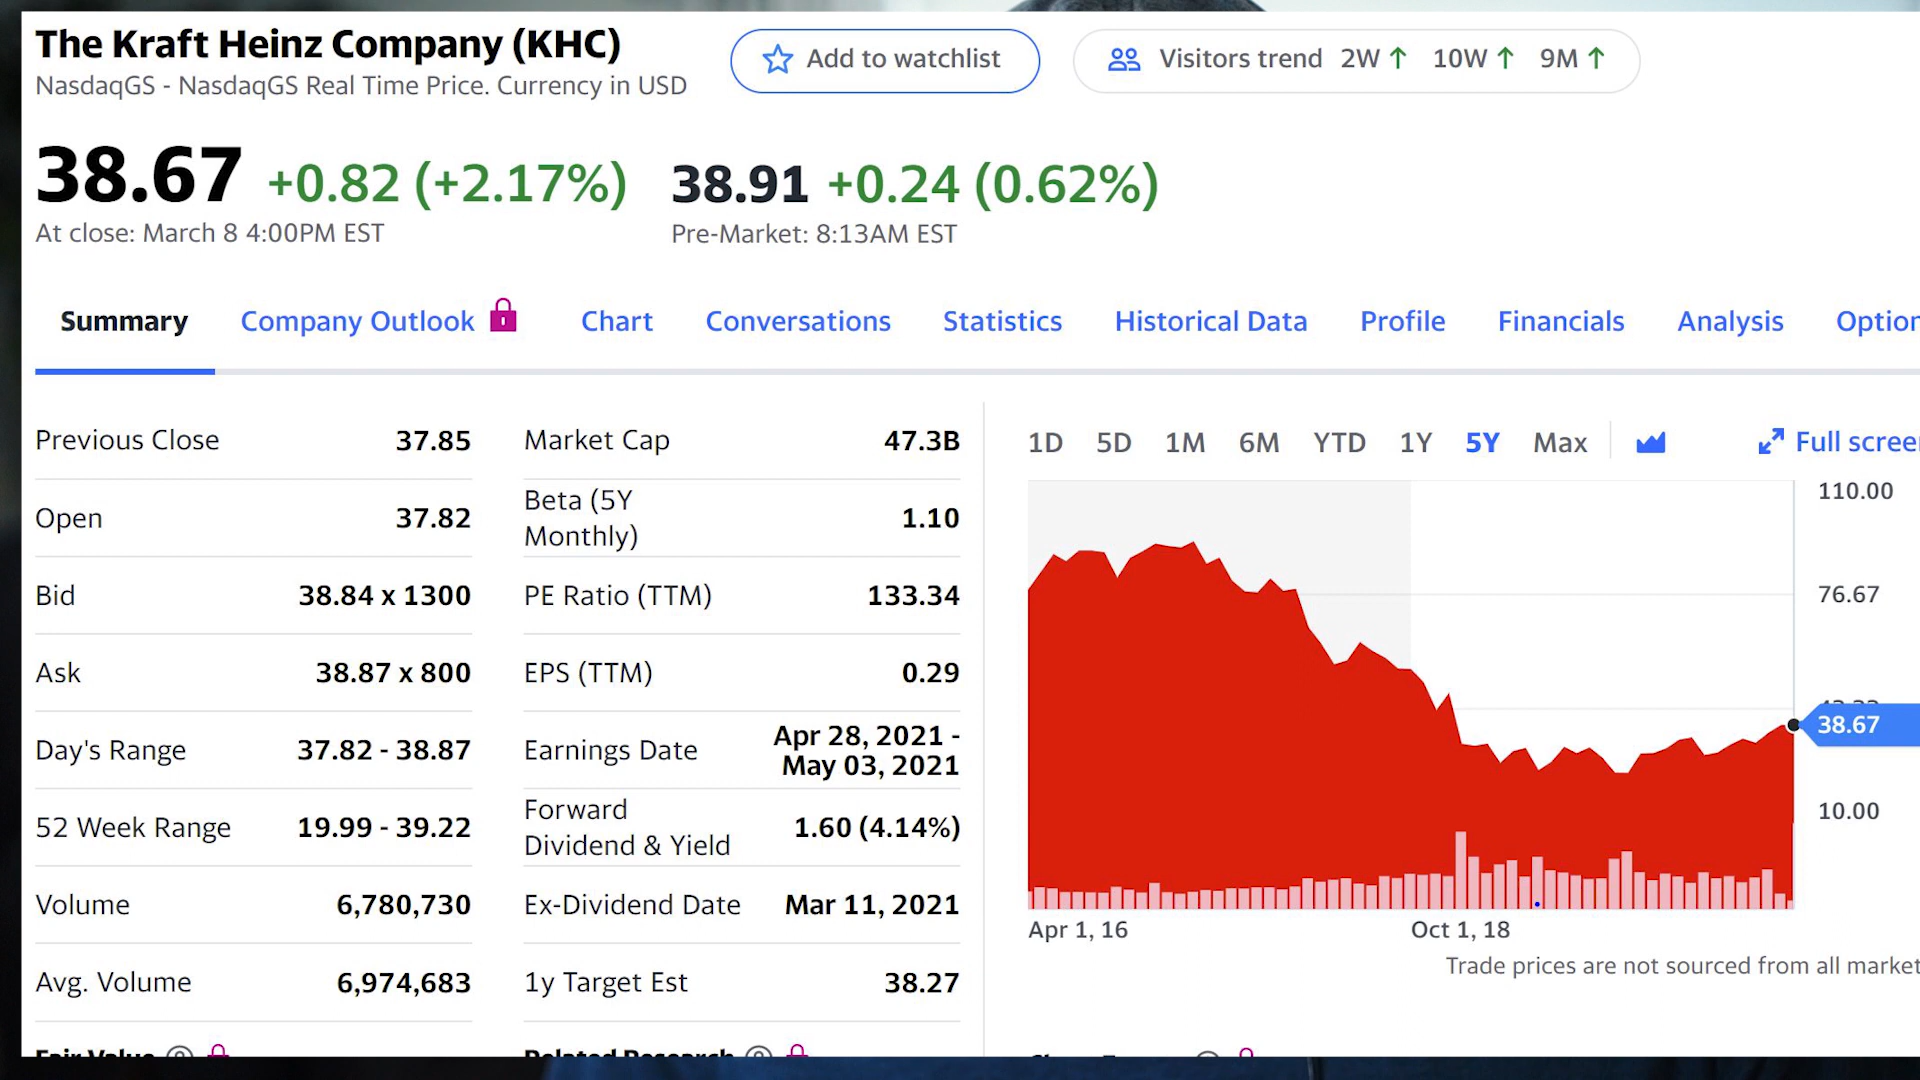 The Kraft Heinz Company (KHC)
NasdaqGS - NasdaqGS Real Time Price. Currency in USD
Add to watchlist
Visitors trend 2W↑ 10W↑ 9M↑
38.67 +0.82 (+2.17%)
At close: March 8 4:00PM EST
38.91 +0.24 (0.62%)
Pre-Market: 8:13AM EST
Summary Company Outlook Chart Conversations Statistics Historical Data Profile Financials Analysis Option
Previous Close 37.85
Open 37.82
Bid 38.84 x 1300
Ask 38.87 x 800
Day's Range 37.82 - 38.87
52 Week Range 19.99 - 39.22
Volume 6,780,730
Avg. Volume 6,974,683
Fair Value
Market Cap 47.3B
Beta (5Y
Monthly) 1.10
PE Ratio (TTM) 133.34
EPS (TTM) 0.29
Earnings Date Apr 28, 2021 -
May 03, 2021
Forward
Dividend & Yield 1.60 (4.14%)
Ex-Dividend Date Mar 11, 2021
1y Target Est 38.27
Related Research
1D 5D 1M 6M YTD 1Y 5Y Max Full scree
110.00
76.67
38.67
10.00
Apr 1, 16 Oct 1, 18
Trade prices are not sourced from all market